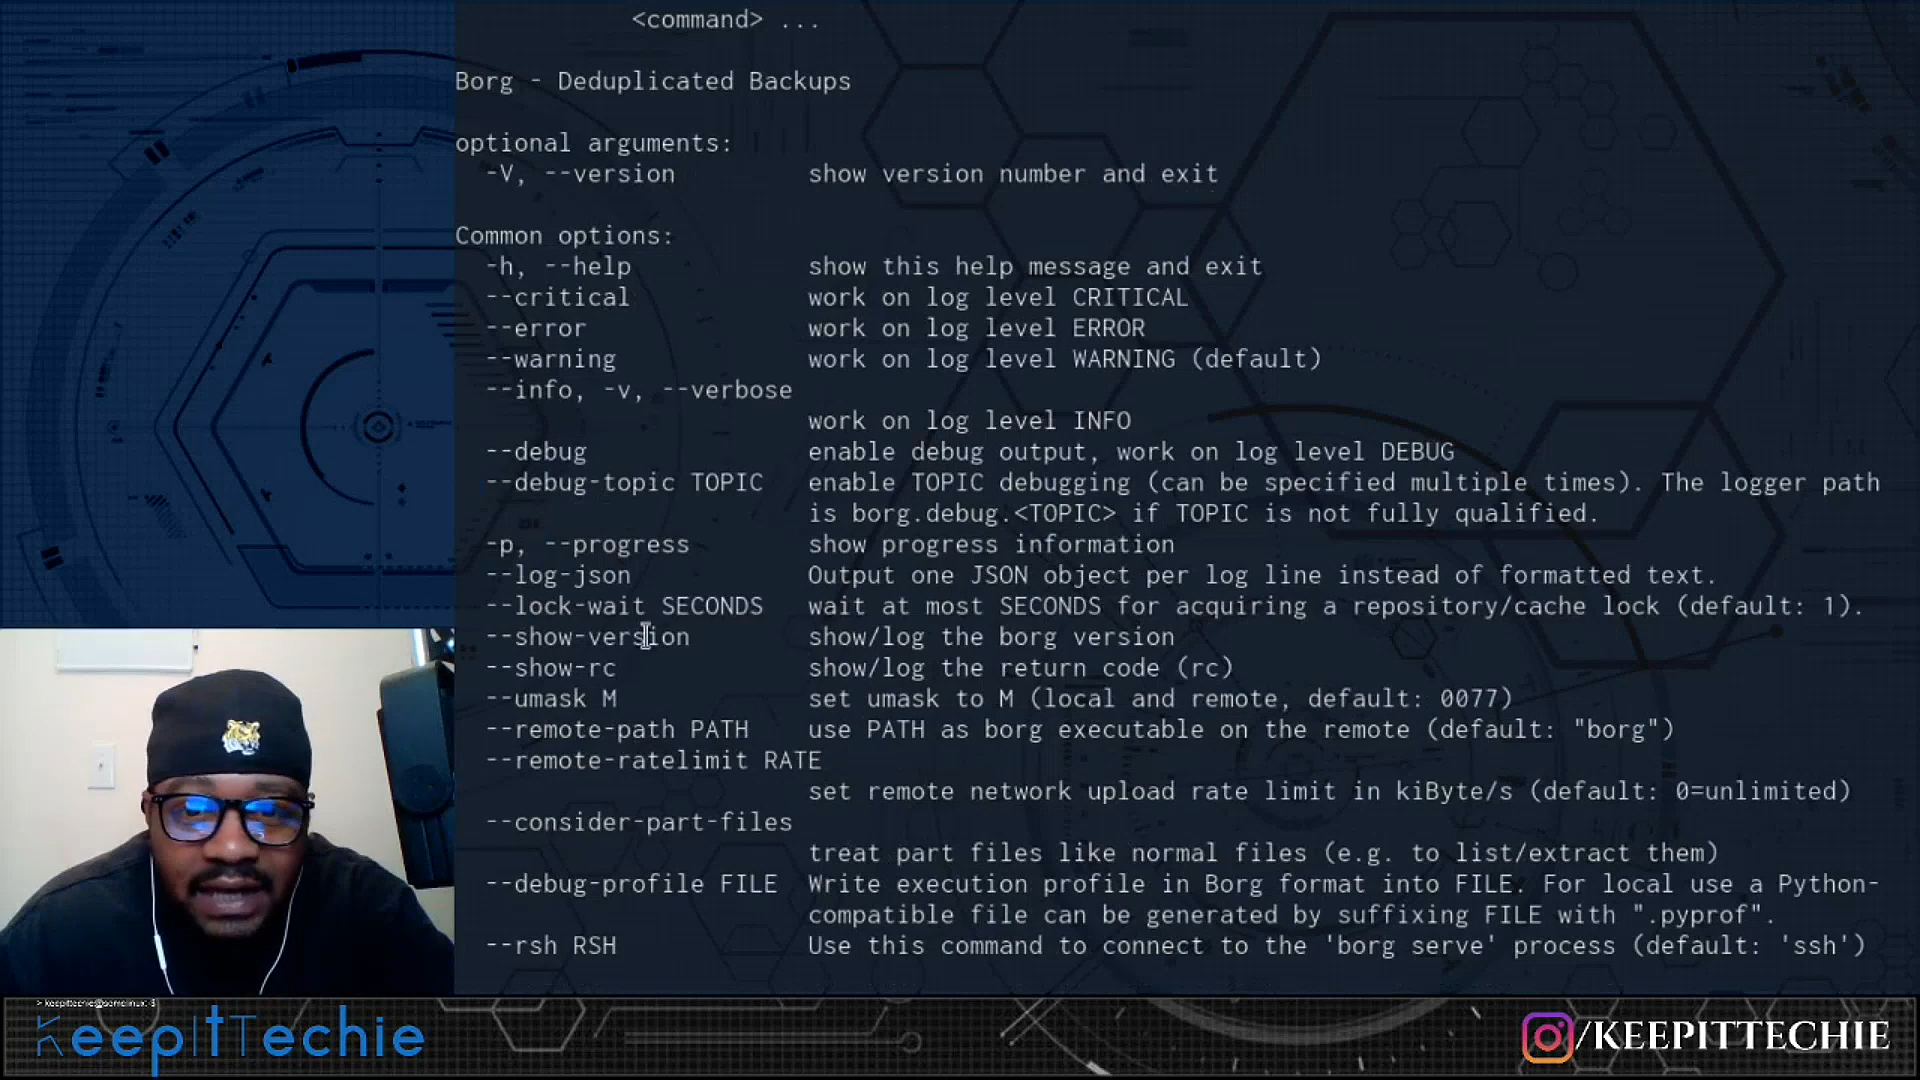 <command> ...
Borg - Deduplicated Backups
optional arguments:
-V, --version show version number and exit
Common options:
-h, --help show this help message and exit
--critical work on log level CRITICAL
--error work on log level ERROR
--warning work on log level WARNING (default)
--info, -v, --verbose
work on log level INFO
--debug enable debug output, work on log level DEBUG
--debug-topic TOPIC enable TOPIC debugging (can be specified multiple times). The logger path
is borg.debug.<TOPIC> if TOPIC is not fully qualified.
-p, --progress show progress information
--log-json Output one JSON object per log line instead of formatted text.
--lock-wait SECONDS wait at most SECONDS for acquiring a repository/cache lock (default: 1).
--show-version show/log the borg version
--show-rc show/log the return code (rc)
--umask M set umask to M (local and remote, default: 0077)
--remote-path PATH use PATH as borg executable on the remote (default: "borg")
--remote-ratelimit RATE
set remote network upload rate limit in kiByte/s (default: 0=unlimited)
--consider-part-files
treat part files like normal files (e.g. to list/extract them)
--debug-profile FILE Write execution profile in Borg format into FILE. For local use a Python-
compatible file can be generated by suffixing FILE with ".pyprof".
--rsh RSH Use this command to connect to the 'borg serve' process (default: 'ssh')
> keepittechie@somelinux:~$
KeepItTechie
/KEEPITTECHIE